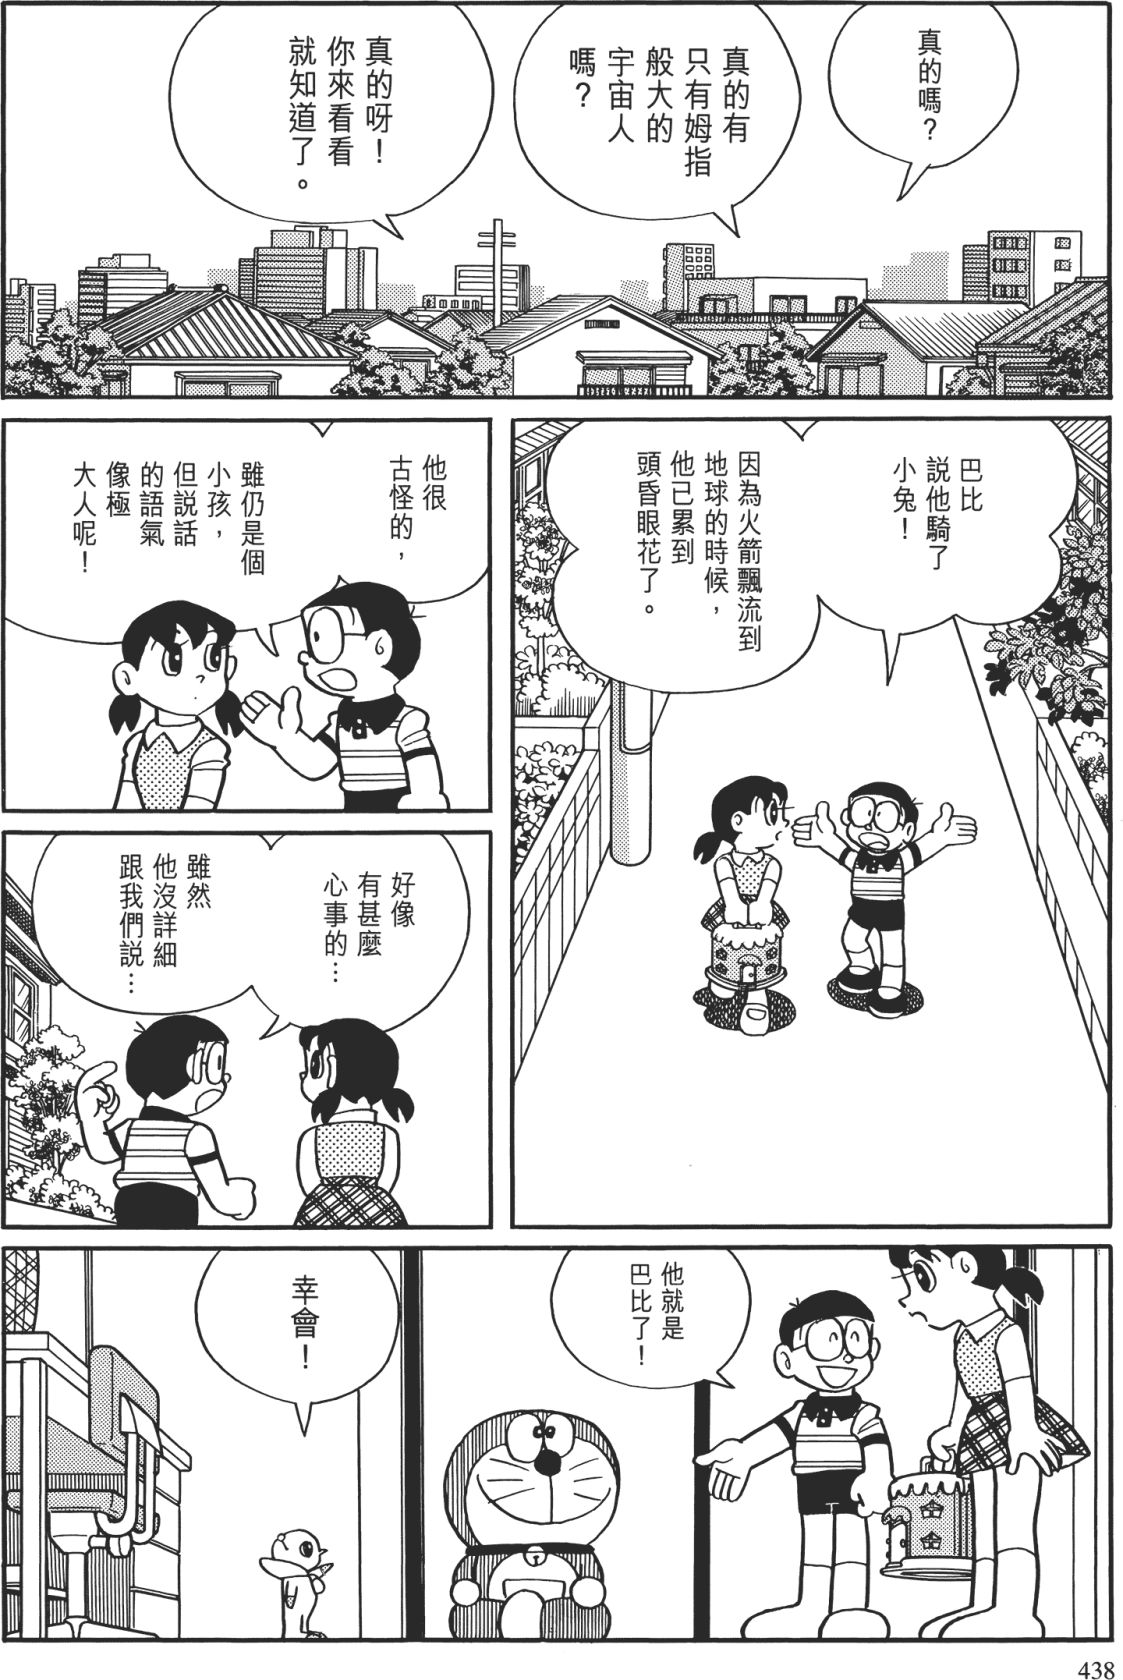 真的嗎？
真的有
只有姆指
般大的
宇宙人
嗎？
真的呀！
你來看看
就知道了。
巴比
說他騎了
小兔！
因為火箭飄流到
地球的時候，
他已累到
頭昏眼花了。
他很
古怪的，
雖仍是個
小孩，
但說話
的語氣
像極
大人呢！
好像
有甚麼
心事的…
雖然
他沒詳細
跟我們說…
他就是
巴比了！
幸會！
438